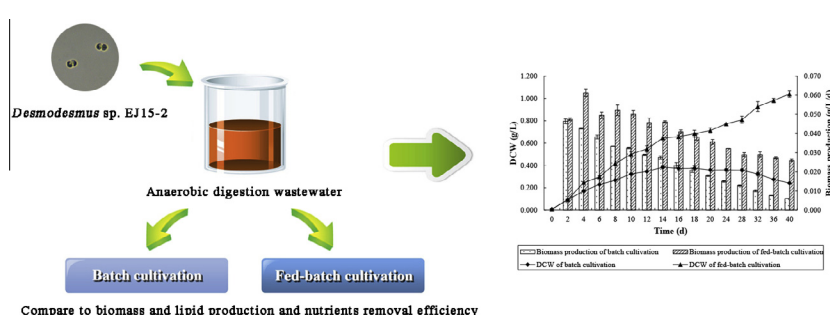 Desmodesmus sp. EJ15-2
Anaerobic digestion wastewater
Batch cultivation
Fed-batch cultivation
Compare to biomass and lipid production and nutrients removal efficiency
1.200
1.000
0.800
0.600
0.400
0.200
0.000
DCW (g/L)
0.070
0.060
0.050
0.040
0.030
0.020
0.010
0.000
Biomass production (g/L/d)
0 2 4 6 8 10 12 14 16 18 20 24 28 32 36 40
Time (d)
Biomass production of batch cultivation
Biomass production of fed-batch cultivation
DCW of batch cultivation
DCW of fed-batch cultivation